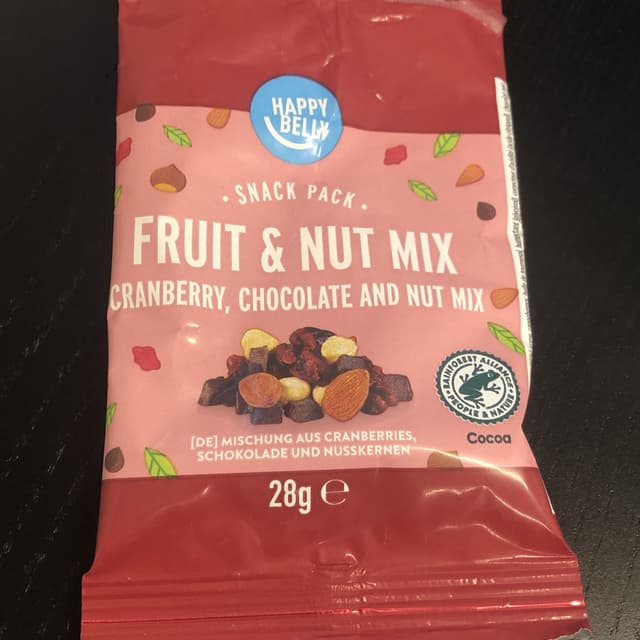 HAPPY
BELLY
• SNACK PACK •
FRUIT & NUT MIX
CRANBERRY, CHOCOLATE AND NUT MIX
RAINFOREST ALLIANCE
• PEOPLE & NATURE •
Cocoa
[DE] MISCHUNG AUS CRANBERRIES,
SCHOKOLADE UND NUSSKERNEN
28g ℮